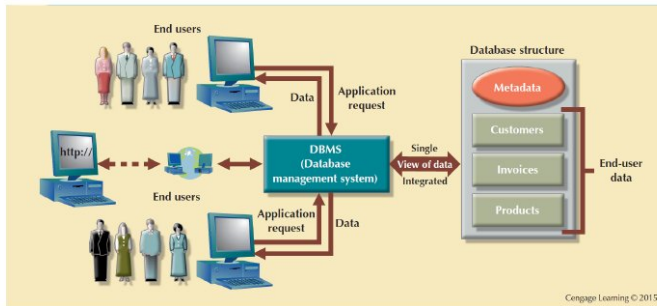 End users
Database structure
Application
request
Data
Metadata
http://
DBMS
(Database
management system)
Single
View of data
Integrated
Customers
Invoices
Products
End-user
data
End users
Application
request
Data
Cengage Learning © 2015